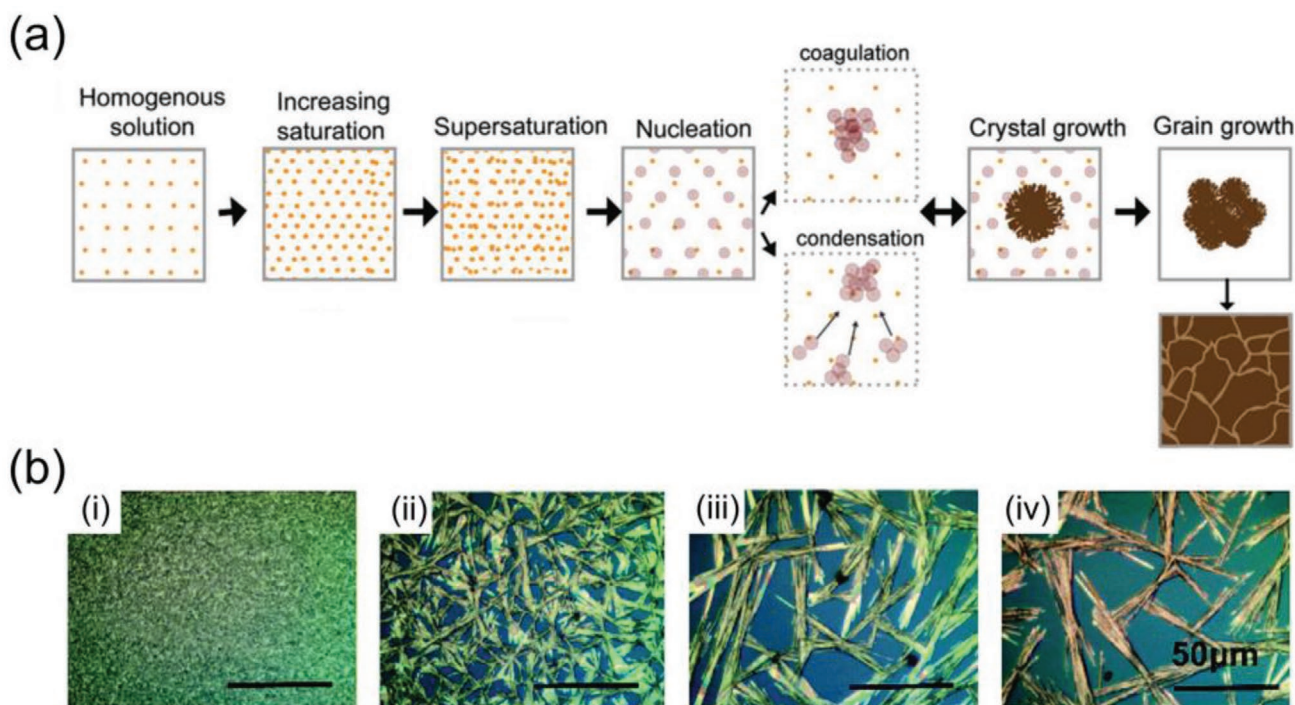 (a)
coagulation
Homogenous
solution
Increasing
saturation
Supersaturation
Nucleation
Crystal growth
Grain growth
condensation
(b)
(i)
(ii)
(iii)
(iv)
50μm